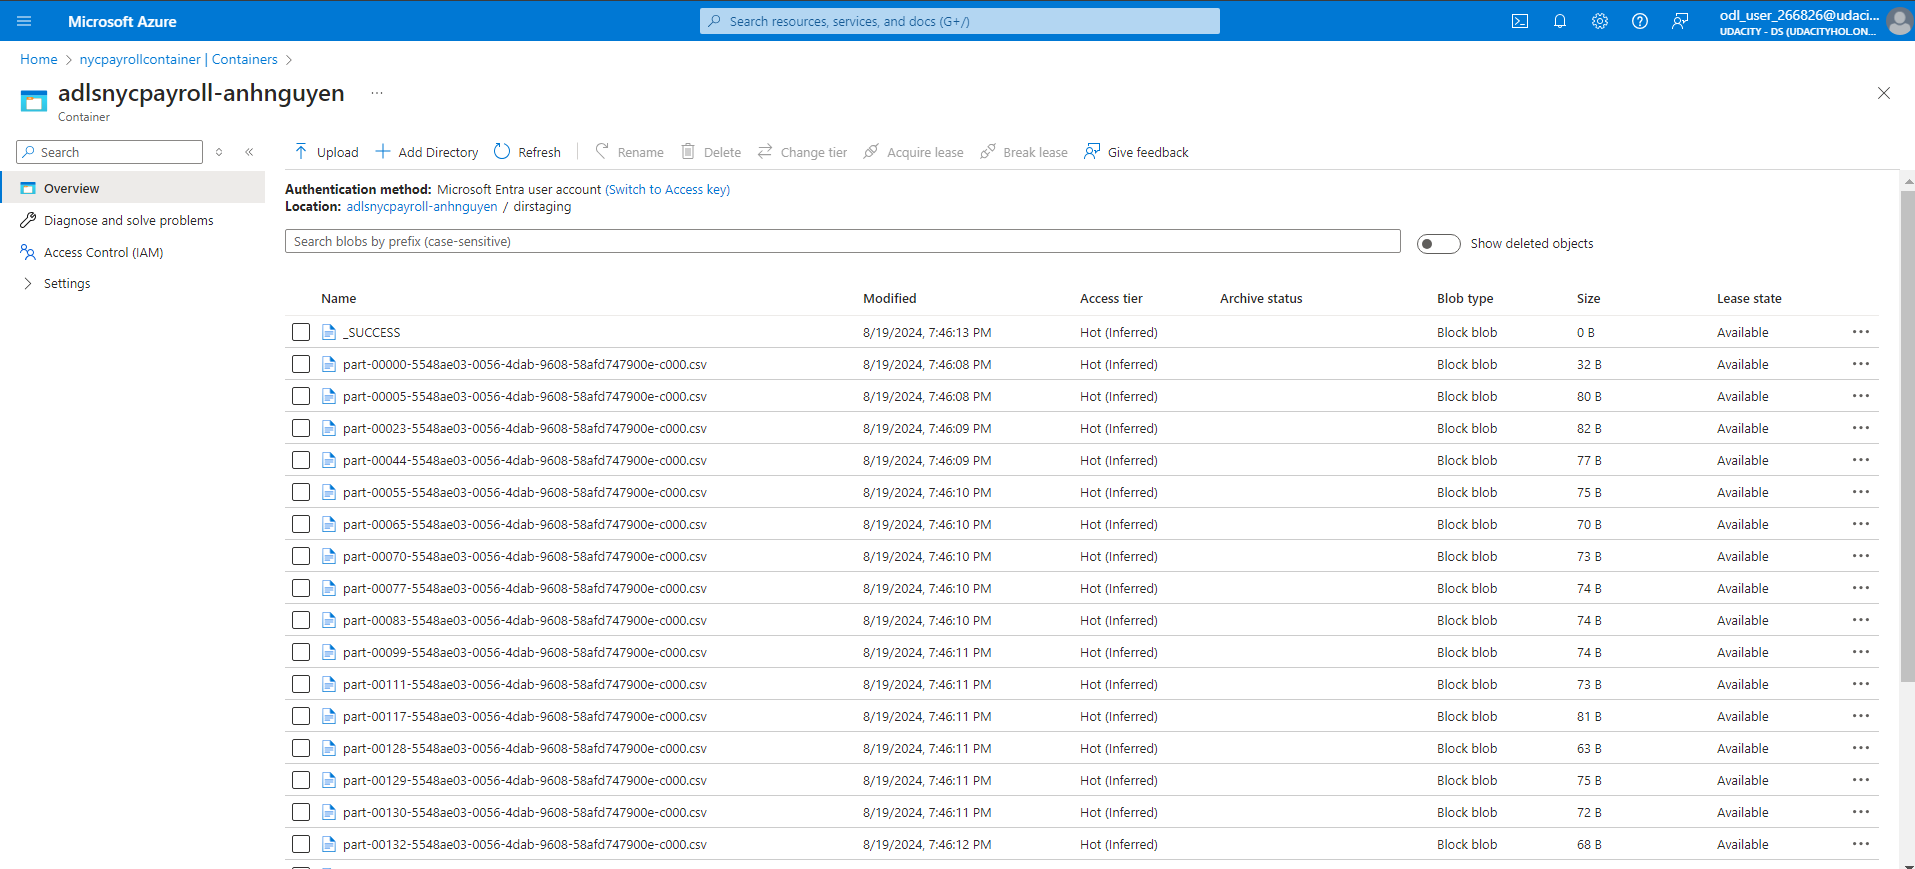 Microsoft Azure
Search resources, services, and docs (G+/)
odl_user_266826@udaci...
UDACITY - DS (UDACITYHOL.ON...
Home > nycpayrollcontainer | Containers >
adlsnycpayroll-anhnguyen ...
Container
Search
Upload Add Directory Refresh Rename Delete Change tier Acquire lease Break lease Give feedback
Overview
Diagnose and solve problems
Access Control (IAM)
Settings
Authentication method: Microsoft Entra user account (Switch to Access key)
Location: adlsnycpayroll-anhnguyen / dirstaging
Search blobs by prefix (case-sensitive)
Show deleted objects
Name Modified Access tier Archive status Blob type Size Lease state
_SUCCESS 8/19/2024, 7:46:13 PM Hot (Inferred) Block blob 0 B Available
part-00000-5548ae03-0056-4dab-9608-58afd747900e-c000.csv 8/19/2024, 7:46:08 PM Hot (Inferred) Block blob 32 B Available
part-00005-5548ae03-0056-4dab-9608-58afd747900e-c000.csv 8/19/2024, 7:46:08 PM Hot (Inferred) Block blob 80 B Available
part-00023-5548ae03-0056-4dab-9608-58afd747900e-c000.csv 8/19/2024, 7:46:09 PM Hot (Inferred) Block blob 82 B Available
part-00044-5548ae03-0056-4dab-9608-58afd747900e-c000.csv 8/19/2024, 7:46:09 PM Hot (Inferred) Block blob 77 B Available
part-00055-5548ae03-0056-4dab-9608-58afd747900e-c000.csv 8/19/2024, 7:46:10 PM Hot (Inferred) Block blob 75 B Available
part-00065-5548ae03-0056-4dab-9608-58afd747900e-c000.csv 8/19/2024, 7:46:10 PM Hot (Inferred) Block blob 70 B Available
part-00070-5548ae03-0056-4dab-9608-58afd747900e-c000.csv 8/19/2024, 7:46:10 PM Hot (Inferred) Block blob 73 B Available
part-00077-5548ae03-0056-4dab-9608-58afd747900e-c000.csv 8/19/2024, 7:46:10 PM Hot (Inferred) Block blob 74 B Available
part-00083-5548ae03-0056-4dab-9608-58afd747900e-c000.csv 8/19/2024, 7:46:10 PM Hot (Inferred) Block blob 74 B Available
part-00099-5548ae03-0056-4dab-9608-58afd747900e-c000.csv 8/19/2024, 7:46:11 PM Hot (Inferred) Block blob 74 B Available
part-00111-5548ae03-0056-4dab-9608-58afd747900e-c000.csv 8/19/2024, 7:46:11 PM Hot (Inferred) Block blob 73 B Available
part-00117-5548ae03-0056-4dab-9608-58afd747900e-c000.csv 8/19/2024, 7:46:11 PM Hot (Inferred) Block blob 81 B Available
part-00128-5548ae03-0056-4dab-9608-58afd747900e-c000.csv 8/19/2024, 7:46:11 PM Hot (Inferred) Block blob 63 B Available
part-00129-5548ae03-0056-4dab-9608-58afd747900e-c000.csv 8/19/2024, 7:46:11 PM Hot (Inferred) Block blob 75 B Available
part-00130-5548ae03-0056-4dab-9608-58afd747900e-c000.csv 8/19/2024, 7:46:11 PM Hot (Inferred) Block blob 72 B Available
part-00132-5548ae03-0056-4dab-9608-58afd747900e-c000.csv 8/19/2024, 7:46:12 PM Hot (Inferred) Block blob 68 B Available